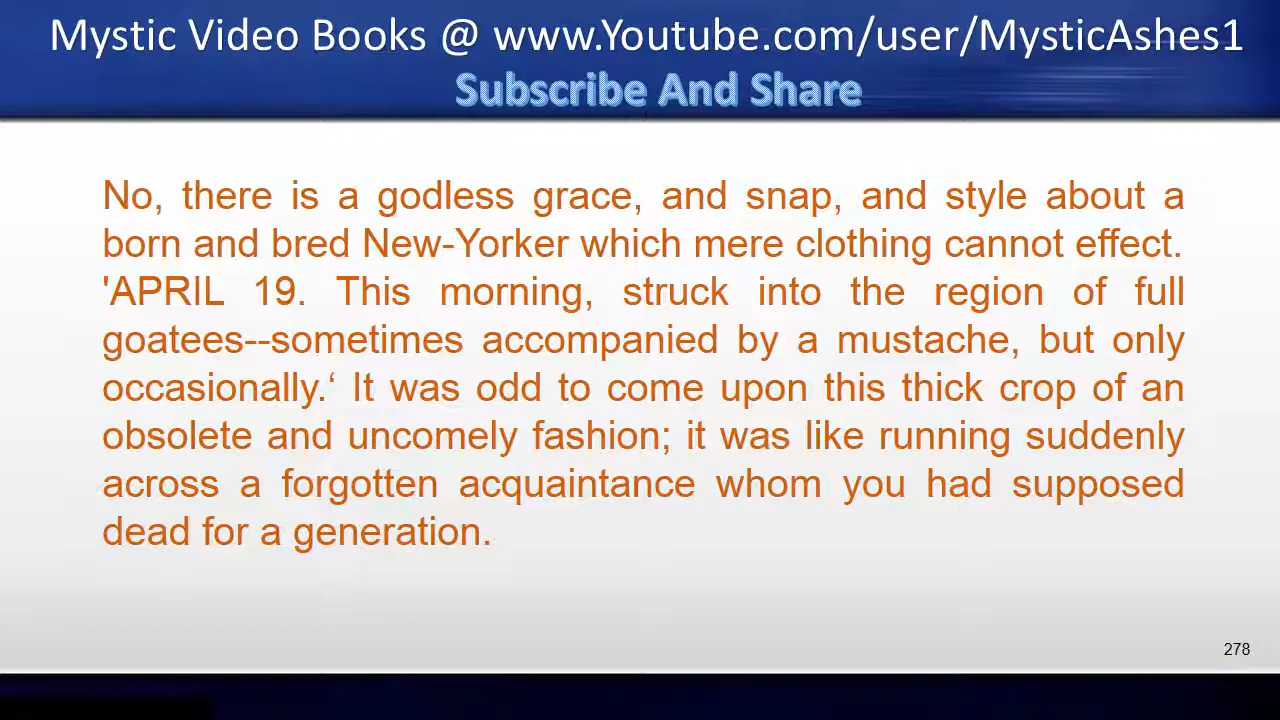 Mystic Video Books @ www.Youtube.com/user/MysticAshes1
Subscribe And Share
No, there is a godless grace, and snap, and style about a
born and bred New-Yorker which mere clothing cannot effect.
'APRIL 19. This morning, struck into the region of full
goatees--sometimes accompanied by a mustache, but only
occasionally.‘ It was odd to come upon this thick crop of an
obsolete and uncomely fashion; it was like running suddenly
across a forgotten acquaintance whom you had supposed
dead for a generation.
278